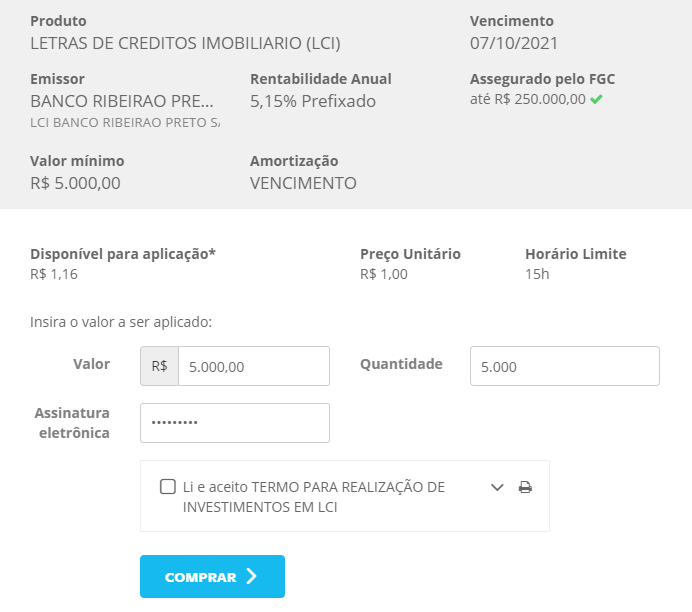 Produto
LETRAS DE CREDITOS IMOBILIARIO (LCI)
Vencimento
07/10/2021
Emissor
BANCO RIBEIRAO PRE...
LCI BANCO RIBEIRAO PRETO S/
Rentabilidade Anual
5,15% Prefixado
Assegurado pelo FGC
até R$ 250.000,00
Valor mínimo
R$ 5.000,00
Amortização
VENCIMENTO
Disponível para aplicação*
R$ 1,16
Preço Unitário
R$ 1,00
Horário Limite
15h
Insira o valor a ser aplicado:
Valor
R$ 5.000,00
Quantidade
5.000
Assinatura
eletrônica
•••••••••
Li e aceito TERMO PARA REALIZAÇÃO DE
INVESTIMENTOS EM LCI
COMPRAR